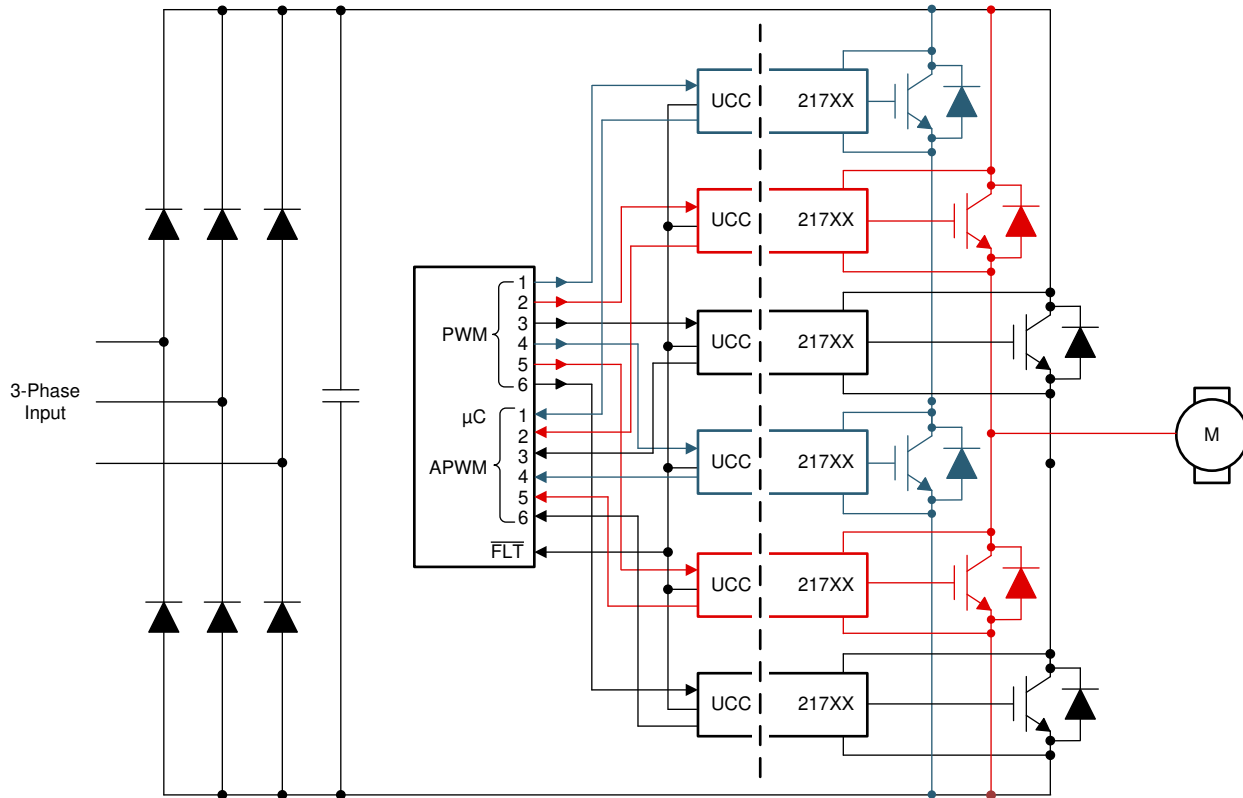 3-Phase
Input
PWM
1
2
3
4
5
6
µC
APWM
1
2
3
4
5
6
FLT
UCC 217XX
UCC 217XX
UCC 217XX
UCC 217XX
UCC 217XX
UCC 217XX
M